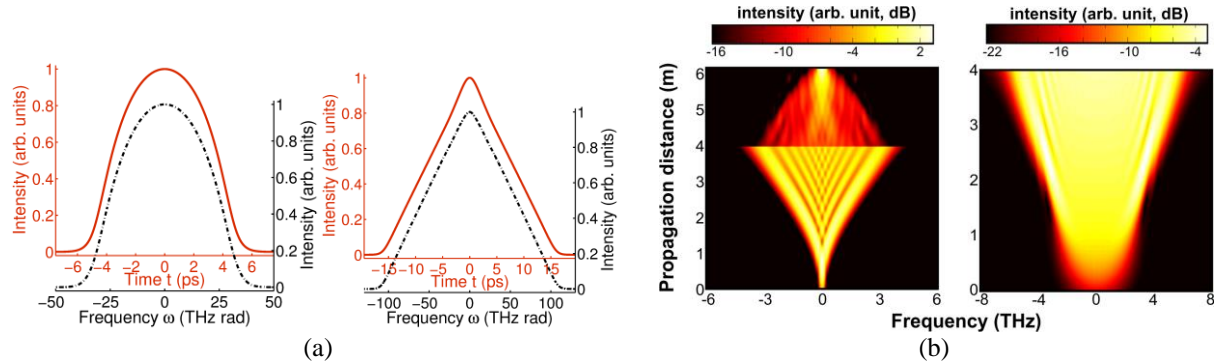 Intensity (arb. units)
1
0.8
0.6
0.4
0.2
0
−6 −4 −2 0 2 4 6
Time t (ps)
1
0.8
0.6
0.4
0.2
0
Intensity (arb. units)
−50 −25 0 25 50
Frequency ω (THz rad)
Intensity (arb. units)
1
0.8
0.6
0.4
0.2
0
−15 −10 −5 0 5 10 15
Time t (ps)
1
0.8
0.6
0.4
0.2
0
Intensity (arb. units)
−100 −50 0 50 100
Frequency ω (THz rad)
(a)
intensity (arb. unit, dB)
-16 -10 -4 2
Propagation distance (m)
6
5
4
3
2
1
0
-6 -3 0 3 6
intensity (arb. unit, dB)
-22 -16 -10 -4
4
3
2
1
0
-8 -4 0 4 8
Frequency (THz)
(b)